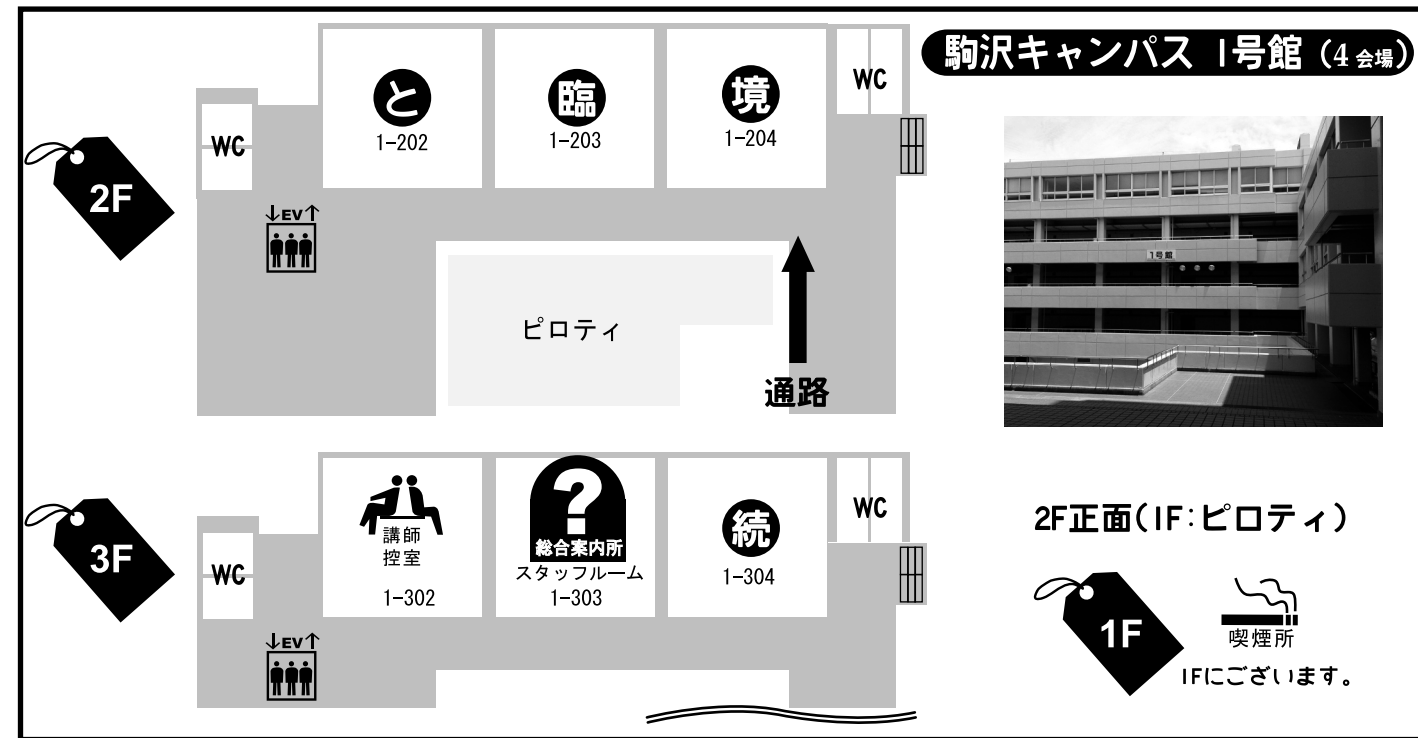 駒沢キャンパス 1号館 (4会場)
WC
と
1-202
臨
1-203
境
1-204
WC
2F
↓EV↑
ピロティ
通路
1号館
3F
WC
講師
控室
1-302
?
総合案内所
スタッフルーム
1-303
続
1-304
WC
↓EV↑
2F正面(1F:ピロティ)
1F
喫煙所
1Fにございます。